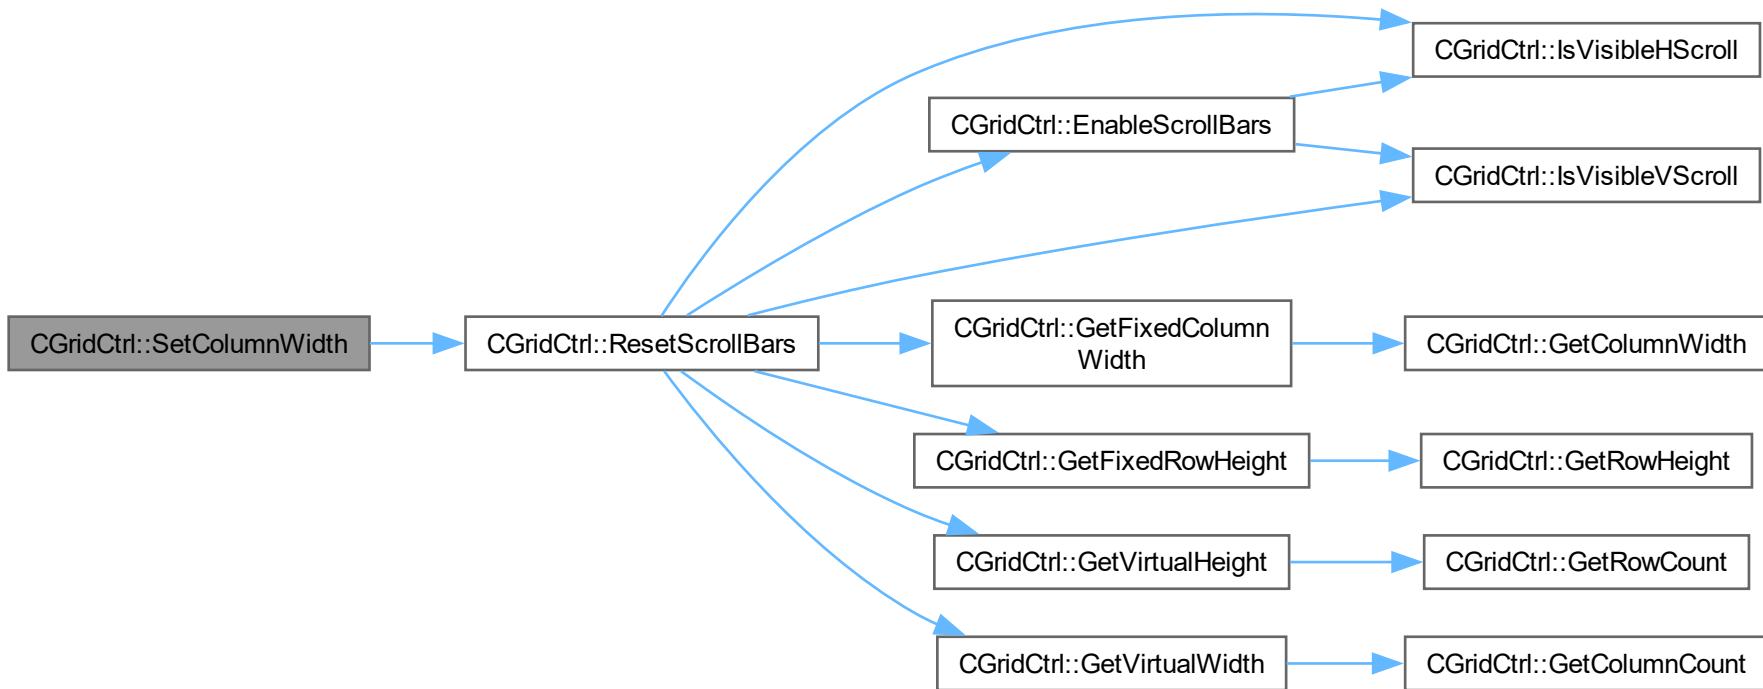 CGridCtrl::IsVisibleHScroll
CGridCtrl::EnableScrollBars
CGridCtrl::IsVisibleVScroll
CGridCtrl::SetColumnWidth
CGridCtrl::ResetScrollBars
CGridCtrl::GetFixedColumn
Width
CGridCtrl::GetColumnWidth
CGridCtrl::GetFixedRowHeight
CGridCtrl::GetRowHeight
CGridCtrl::GetVirtualHeight
CGridCtrl::GetRowCount
CGridCtrl::GetVirtualWidth
CGridCtrl::GetColumnCount